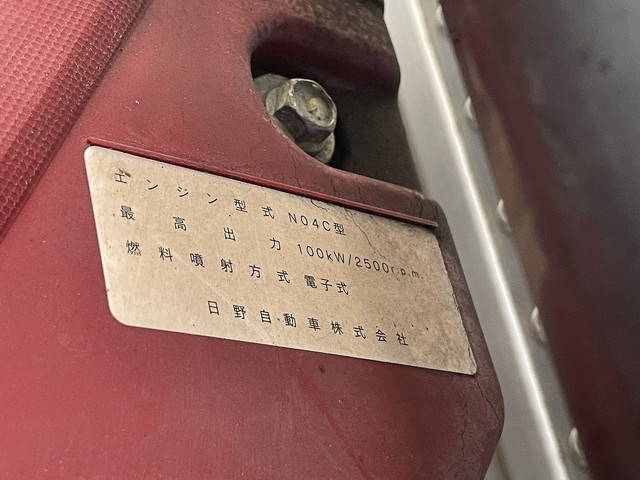 エンジン型式 N04C型
最高出力 100kW/2500r.p.m.
燃料噴射方式 電子式
日野自動車株式会社